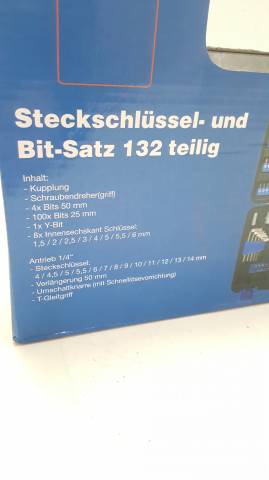 Steckschlüssel- und
Bit-Satz 132 teilig
Inhalt:
- Kupplung
- Schraubendreher(griff)
- 4x Bits 50 mm
- 100x Bits 25 mm
- 1x Y-Bit
- 8x Innensechskant Schlüssel:
1,5 / 2 / 2,5 / 3 / 4 / 5 / 5,5 / 6 mm
Antrieb 1/4"
- Steckschlüssel:
4 / 4,5 / 5 / 5,5 / 6 / 7 / 8 / 9 / 10 / 11 / 12 / 13 / 14 mm
- Verlängerung 50 mm
- Umschaltknarre (mit Schnelllösevorrichtung)
- T-Gleitgriff